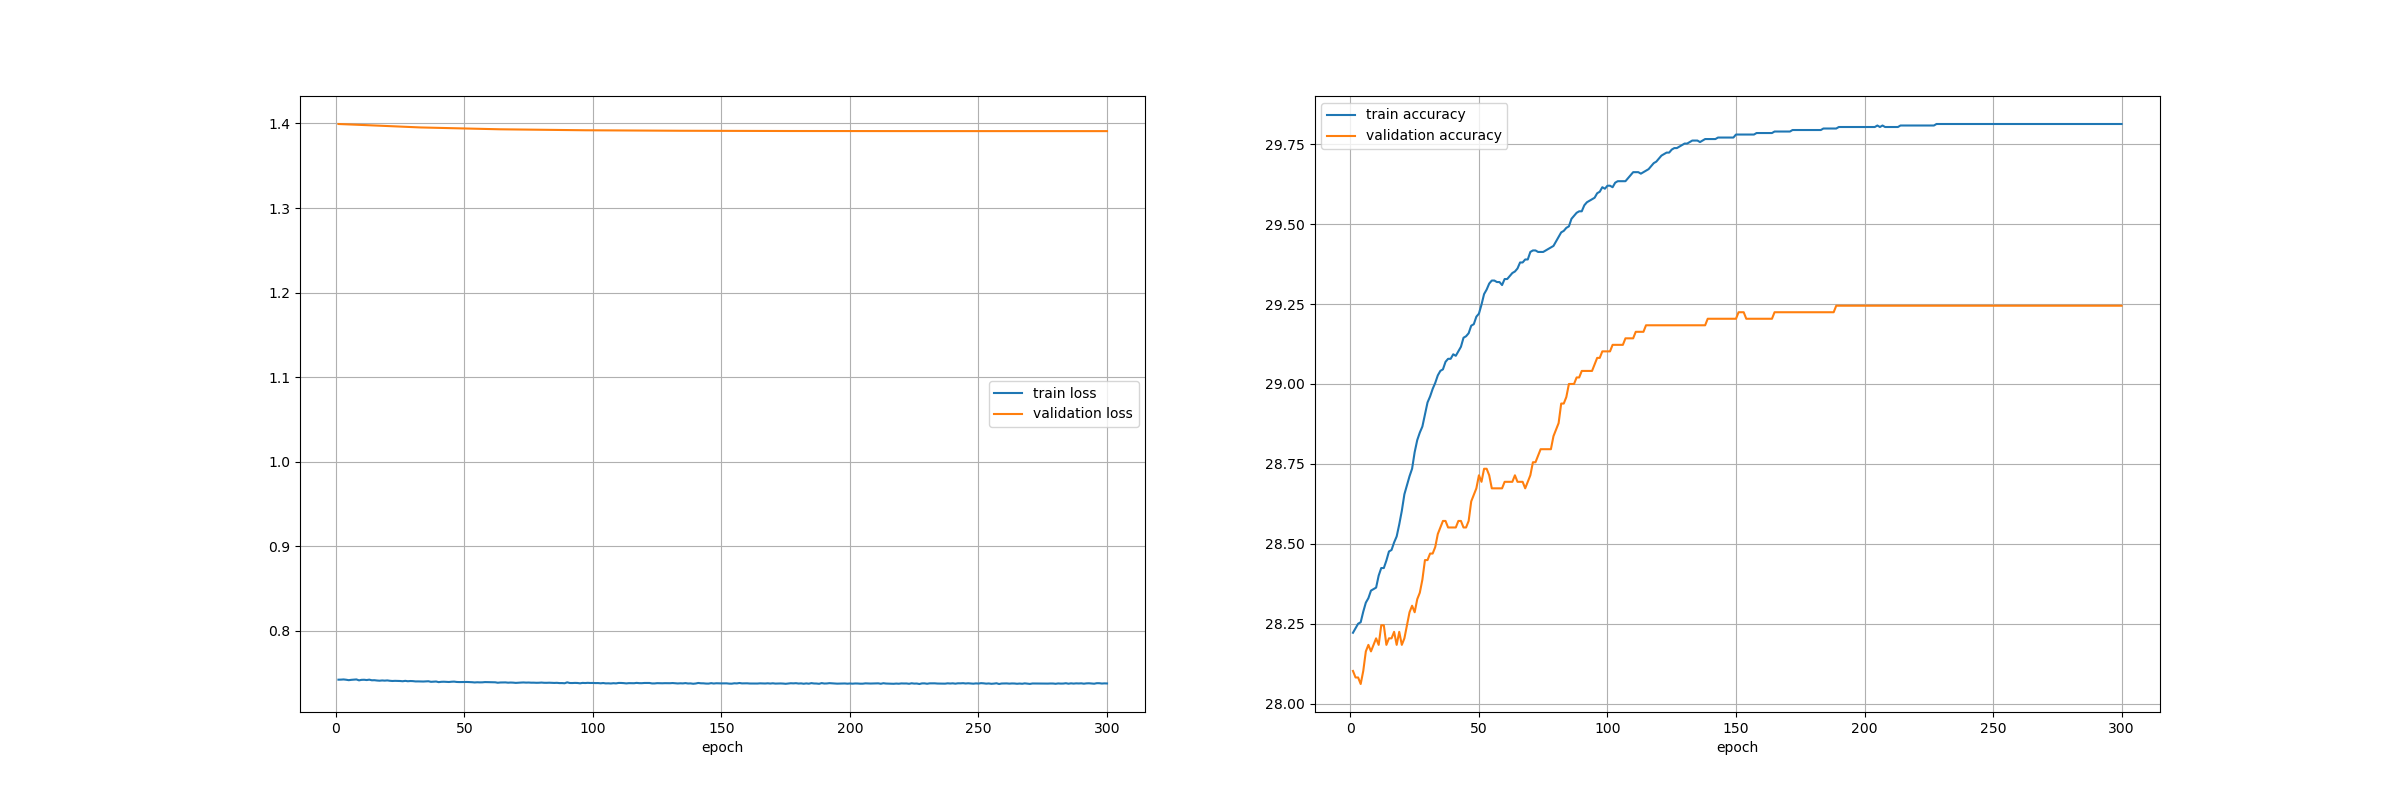 1.4
1.3
1.2
1.1
1.0
0.9
0.8
0 50 100 150 200 250 300
epoch
train loss
validation loss
train accuracy
validation accuracy
29.75
29.50
29.25
29.00
28.75
28.50
28.25
28.00
0 50 100 150 200 250 300
epoch